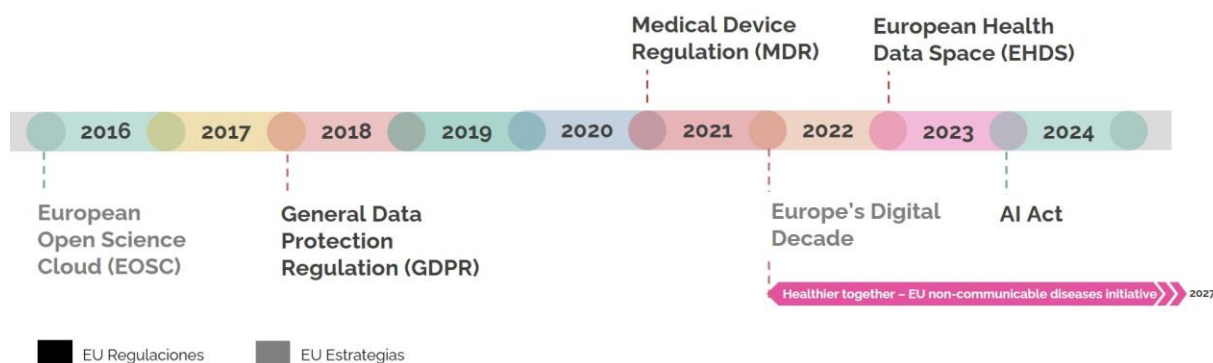 Medical Device
Regulation (MDR)
European Health
Data Space (EHDS)
2016
2017
2018
2019
2020
2021
2022
2023
2024
European
Open Science
Cloud (EOSC)
General Data
Protection
Regulation (GDPR)
Europe's Digital
Decade
AI Act
Healthier together – EU non-communicable diseases initiative
2027
EU Regulaciones
EU Estrategias